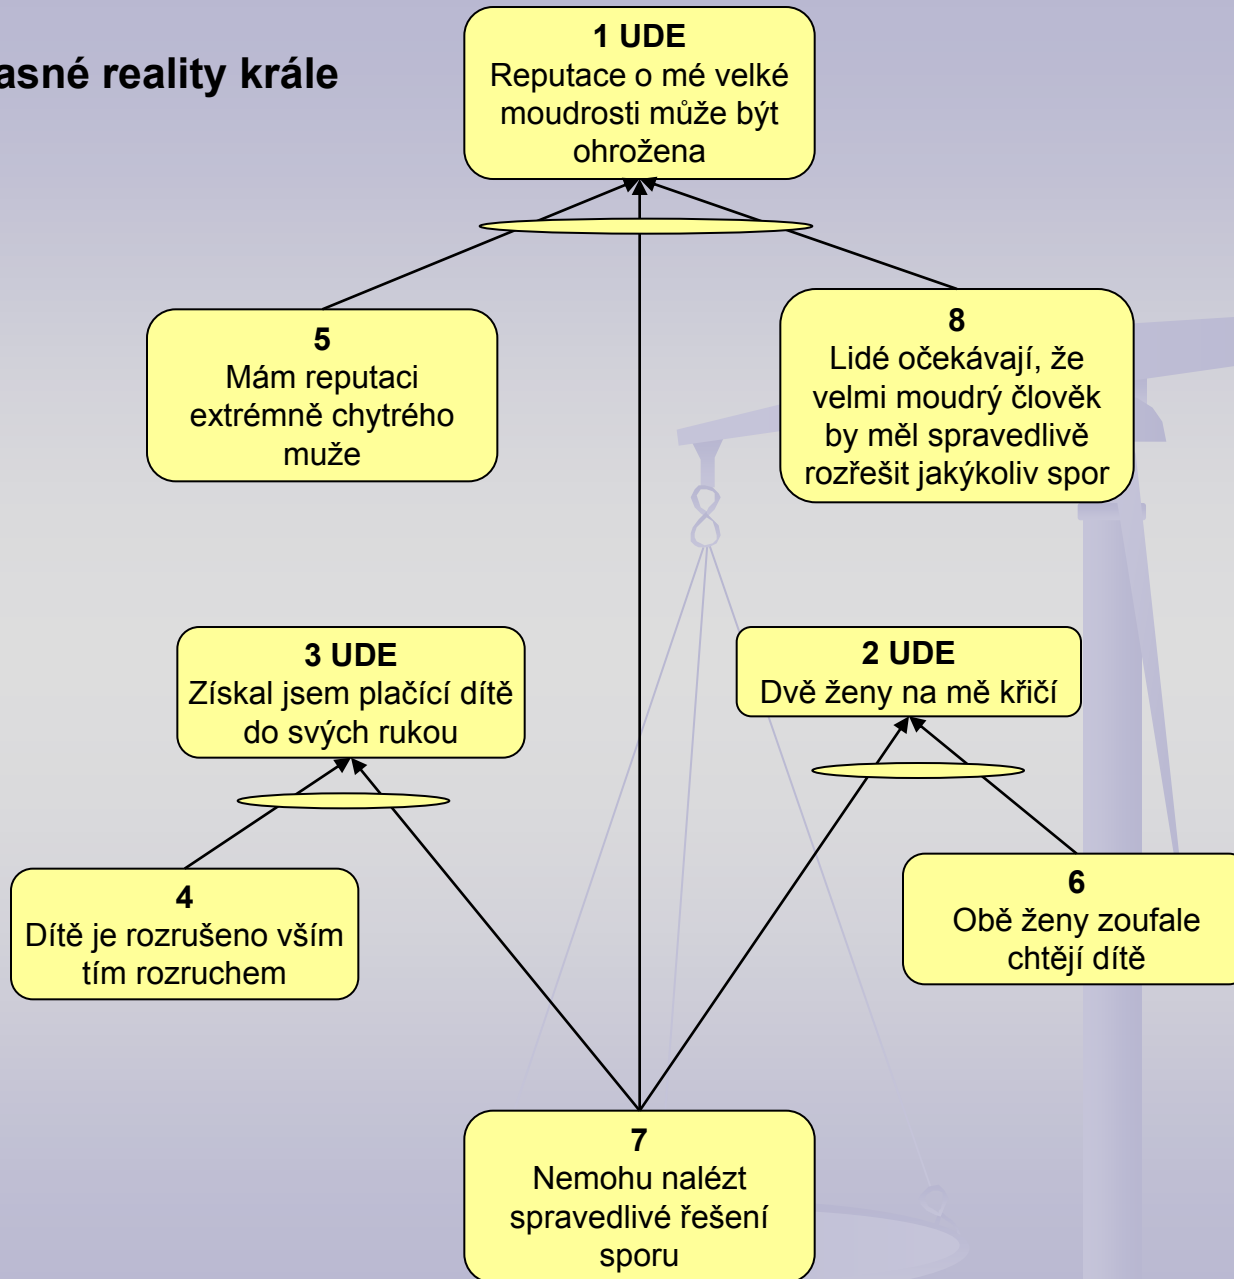 asné reality krále
1 UDE
Reputace o mé velké
moudrosti může být
ohrožena
5
Mám reputaci
extrémně chytrého
muže
8
Lidé očekávají, že
velmi moudrý člověk
by měl spravedlivě
rozřešit jakýkoliv spor
3 UDE
Získal jsem plačící dítě
do svých rukou
2 UDE
Dvě ženy na mě křičí
4
Dítě je rozrušeno vším
tím rozruchem
6
Obě ženy zoufale
chtějí dítě
7
Nemohu nalézt
spravedlivé řešení
sporu